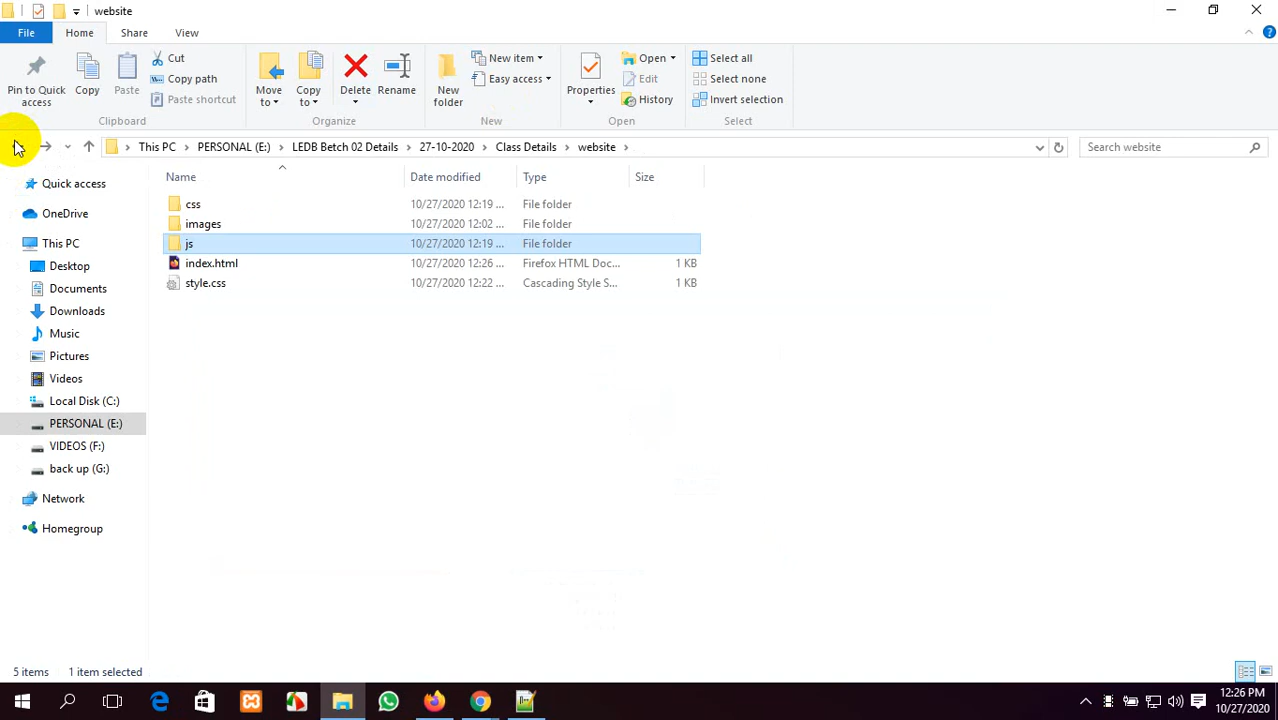 website
File Home Share View
Pin to Quick access
Copy
Paste
Cut
Copy path
Paste shortcut
Clipboard
Move to
Copy to
Delete
Rename
Organize
New folder
New item
Easy access
New
Properties
Open
Edit
History
Open
Select all
Select none
Invert selection
Select
This PC PERSONAL (E:) LEDB Betch 02 Details 27-10-2020 Class Details website
Search website
Name Date modified Type Size
css 10/27/2020 12:19 ... File folder
images 10/27/2020 12:02 ... File folder
js 10/27/2020 12:19 ... File folder
index.html 10/27/2020 12:26 ... Firefox HTML Doc... 1 KB
style.css 10/27/2020 12:22 ... Cascading Style S... 1 KB
Quick access
OneDrive
This PC
Desktop
Documents
Downloads
Music
Pictures
Videos
Local Disk (C:)
PERSONAL (E:)
VIDEOS (F:)
back up (G:)
Network
Homegroup
5 items 1 item selected
12:26 PM
10/27/2020